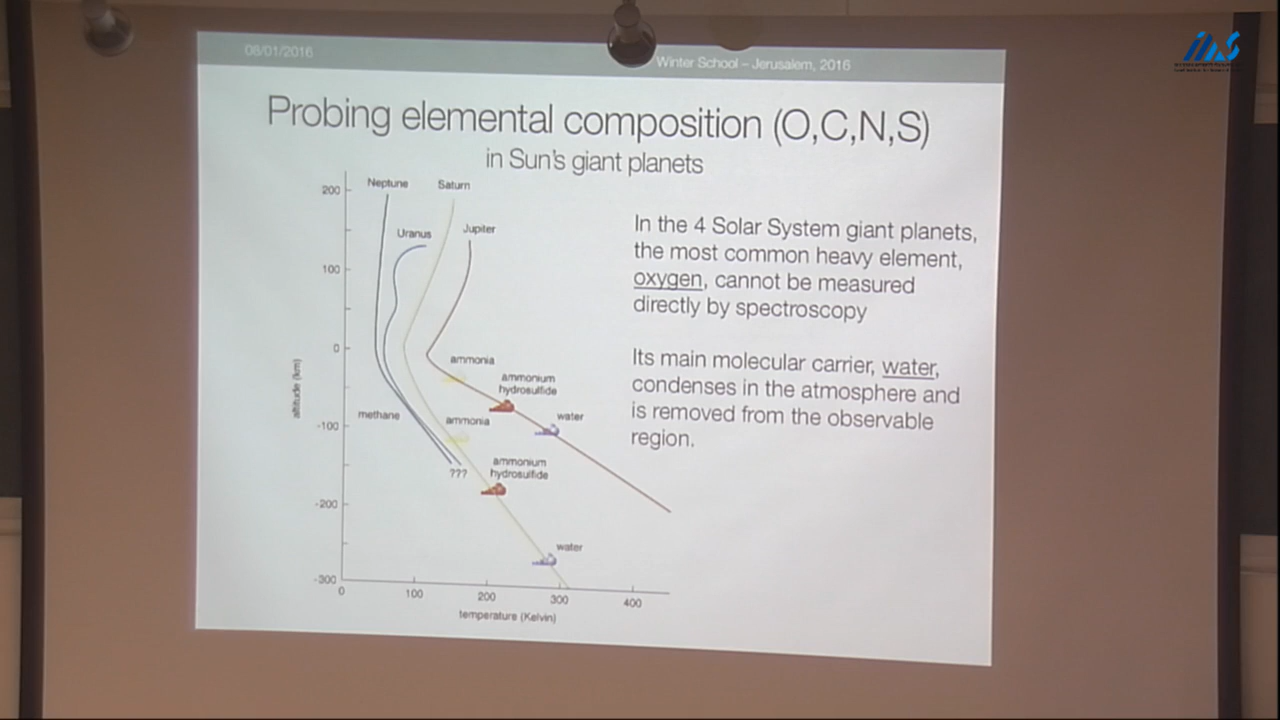 08/01/2016
Winter School – Jerusalem, 2016
Probing elemental composition (O,C,N,S)
in Sun's giant planets
Neptune
Saturn
Uranus
Jupiter
200
100
0
-100
-200
-300
altitude (km)
ammonia
ammonium
hydrosulfide
water
methane
ammonia
???
ammonium
hydrosulfide
water
0
100
200
300
400
temperature (Kelvin)
In the 4 Solar System giant planets,
the most common heavy element,
oxygen, cannot be measured
directly by spectroscopy
Its main molecular carrier, water,
condenses in the atmosphere and
is removed from the observable
region.